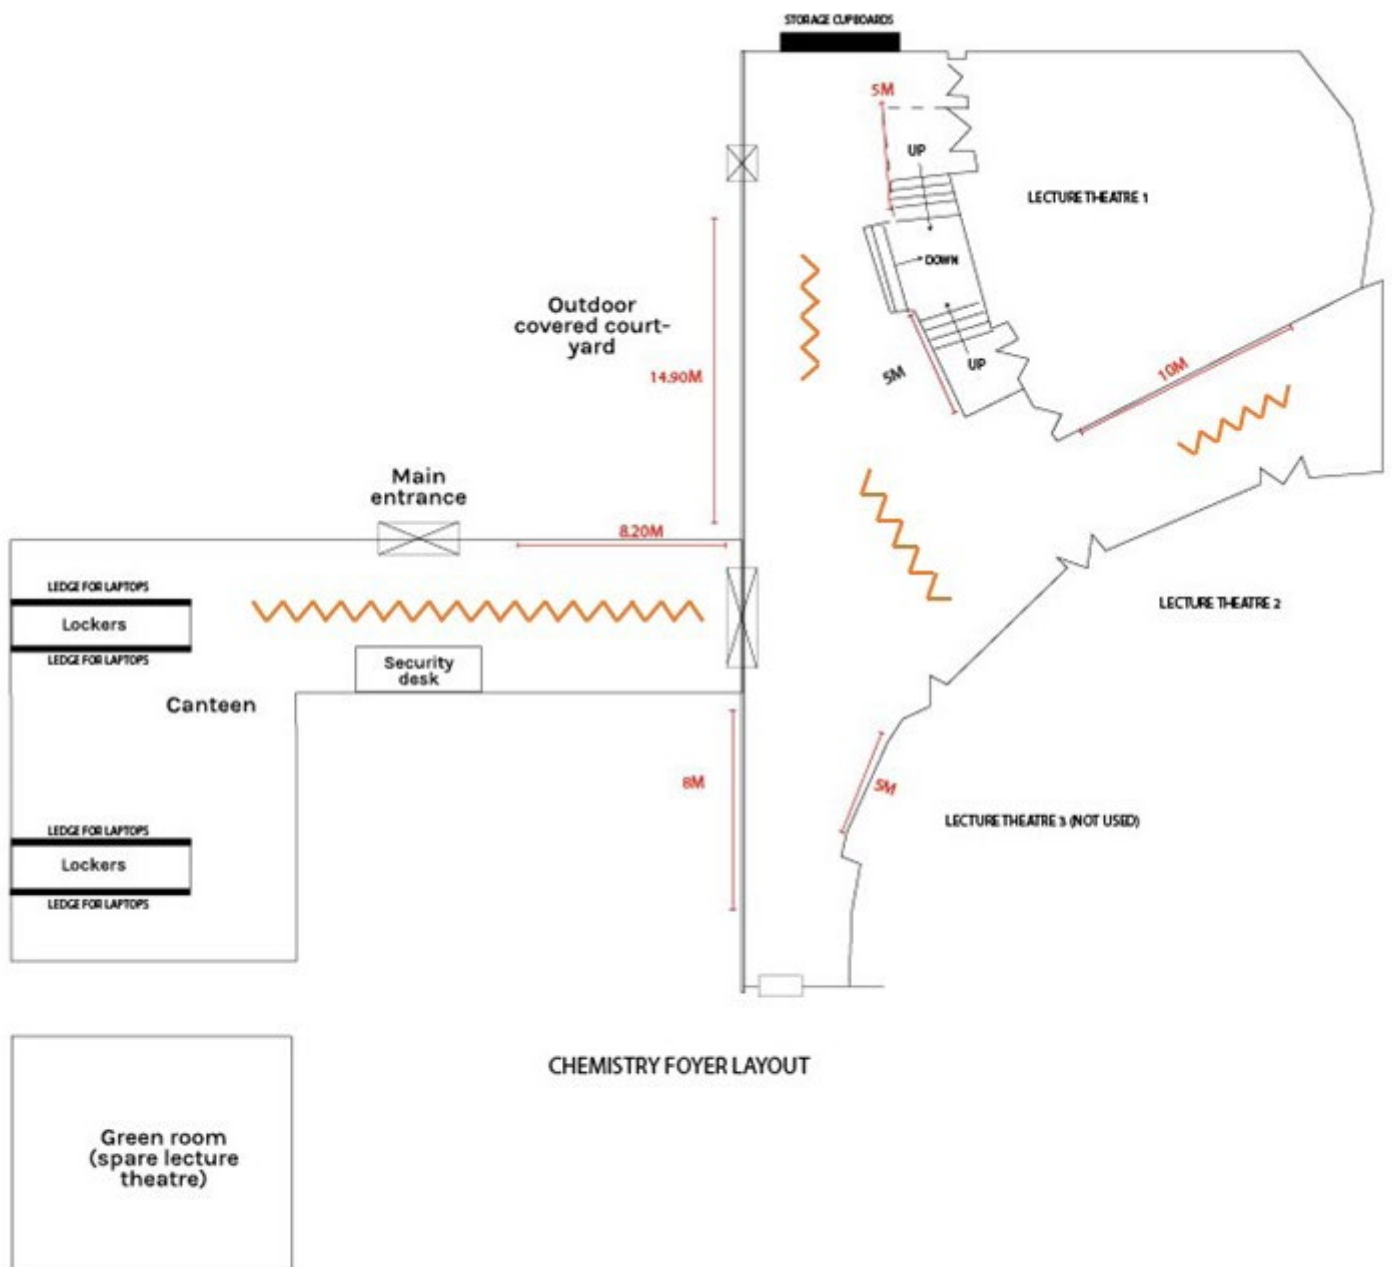 STORAGE CUPBOARDS
5M
UP
LECTURE THEATRE 1
DOWN
Outdoor
covered court-
yard
14.90M
5M
UP
10M
Main
entrance
8.20M
LEDGE FOR LAPTOPS
Lockers
LEDGE FOR LAPTOPS
Security
desk
Canteen
LECTURE THEATRE 2
8M
5M
LECTURE THEATRE 3 (NOT USED)
LEDGE FOR LAPTOPS
Lockers
LEDGE FOR LAPTOPS
CHEMISTRY FOYER LAYOUT
Green room
(spare lecture
theatre)